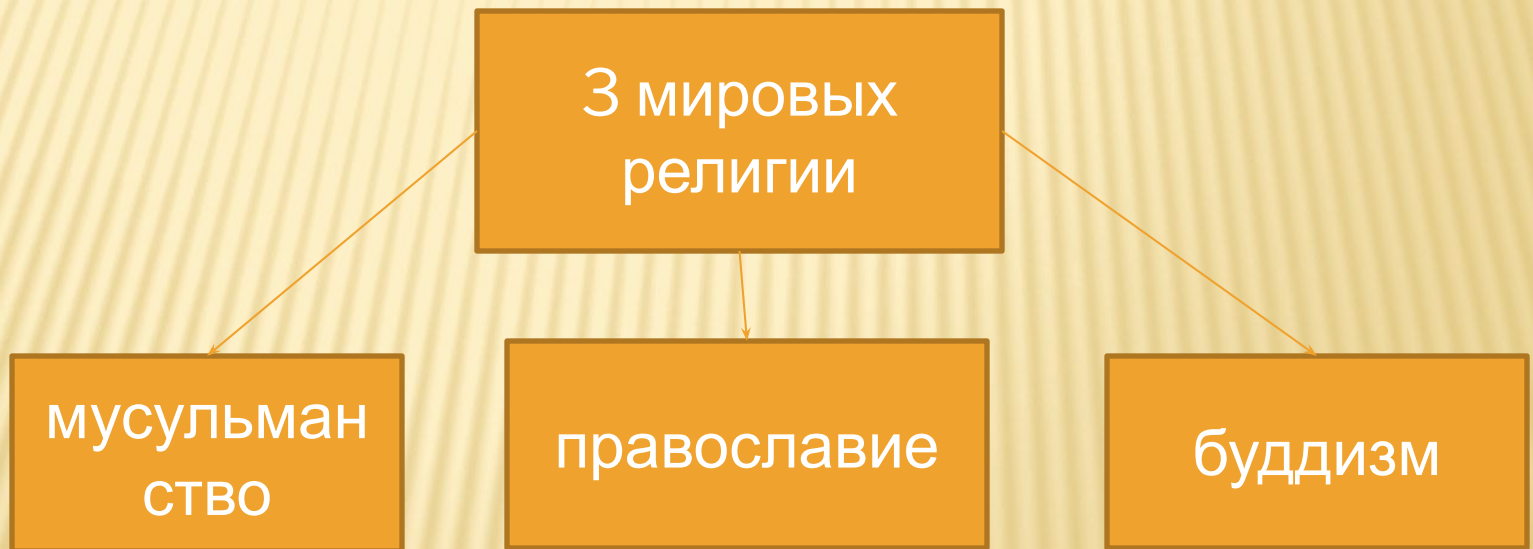 3 мировых
религии
мусульман
ство
православие
буддизм